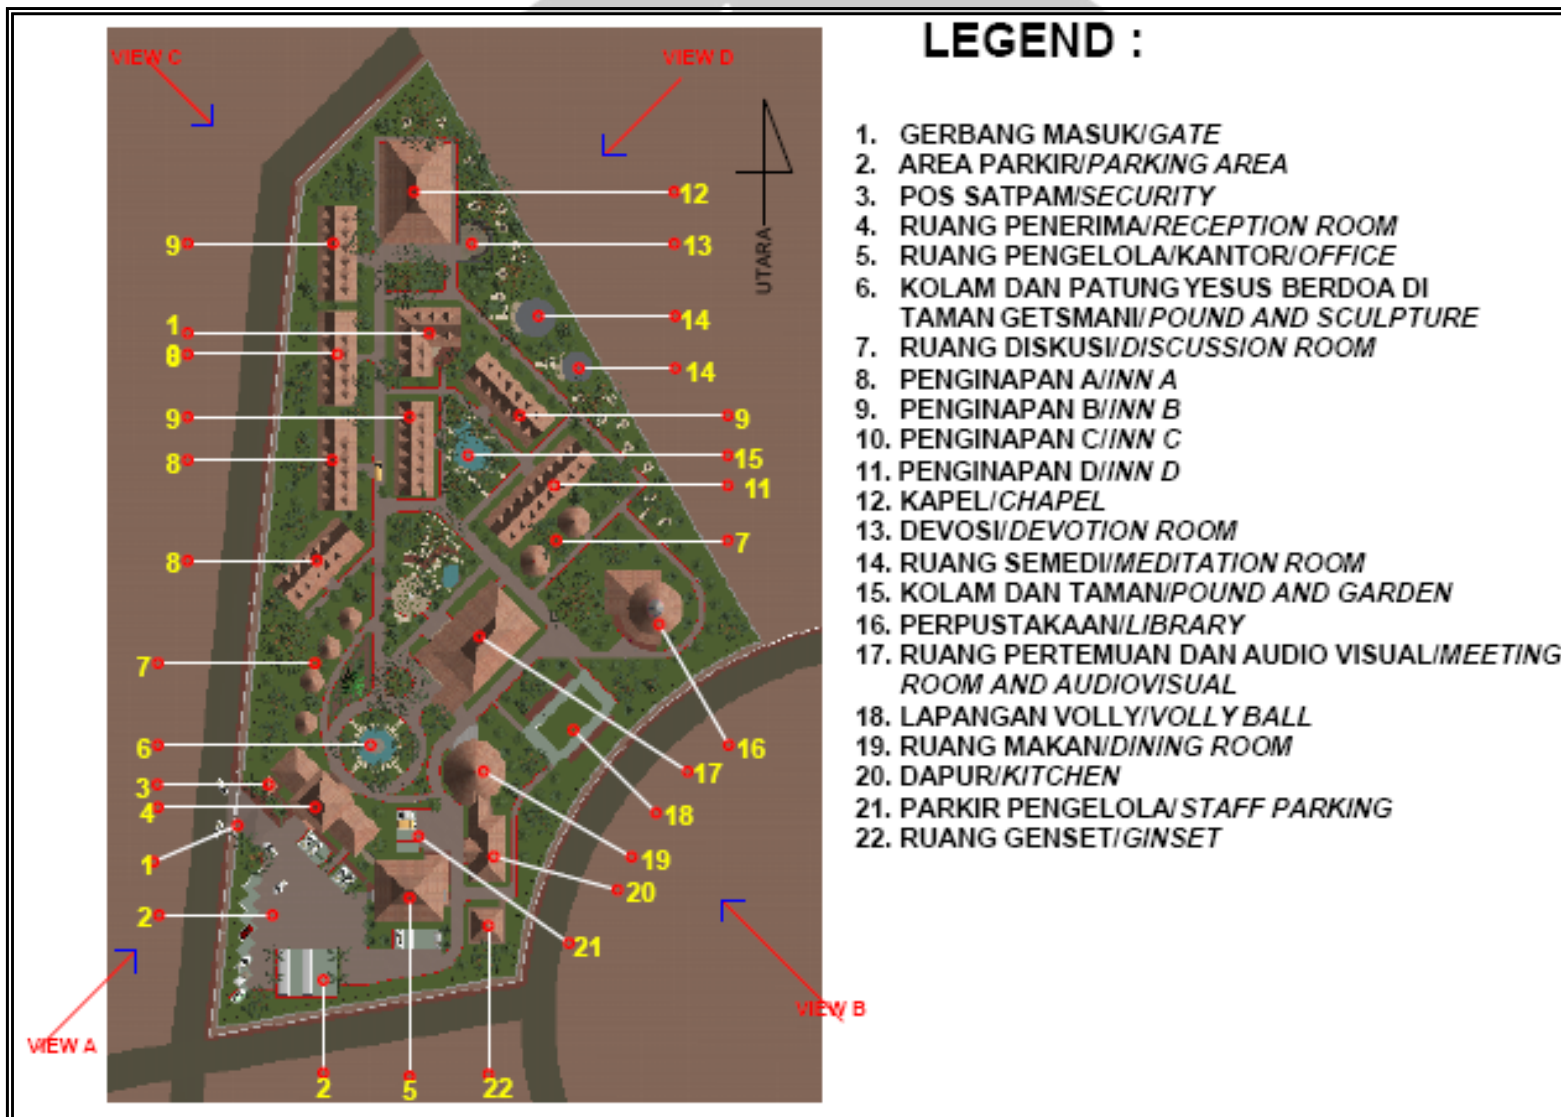 LEGEND :
VIEW C
VIEW D
UTARA
12
13
14
14
9
15
11
7
16
17
18
19
20
21
22
5
2
9
1
8
9
8
8
7
6
3
4
1
2
VIEW A
VIEW B
1. GERBANG MASUK/GATE
2. AREA PARKIR/PARKING AREA
3. POS SATPAM/SECURITY
4. RUANG PENERIMA/RECEPTION ROOM
5. RUANG PENGELOLA/KANTOR/OFFICE
6. KOLAM DAN PATUNG YESUS BERDOA DI
TAMAN GETSMANI/POUND AND SCULPTURE
7. RUANG DISKUSI/DISCUSSION ROOM
8. PENGINAPAN A/INN A
9. PENGINAPAN B/INN B
10. PENGINAPAN C/INN C
11. PENGINAPAN D/INN D
12. KAPEL/CHAPEL
13. DEVOSI/DEVOTION ROOM
14. RUANG SEMEDI/MEDITATION ROOM
15. KOLAM DAN TAMAN/POUND AND GARDEN
16. PERPUSTAKAAN/LIBRARY
17. RUANG PERTEMUAN DAN AUDIO VISUAL/MEETING
ROOM AND AUDIOVISUAL
18. LAPANGAN VOLLY/VOLLY BALL
19. RUANG MAKAN/DINING ROOM
20. DAPUR/KITCHEN
21. PARKIR PENGELOLA/STAFF PARKING
22. RUANG GENSET/GINSET